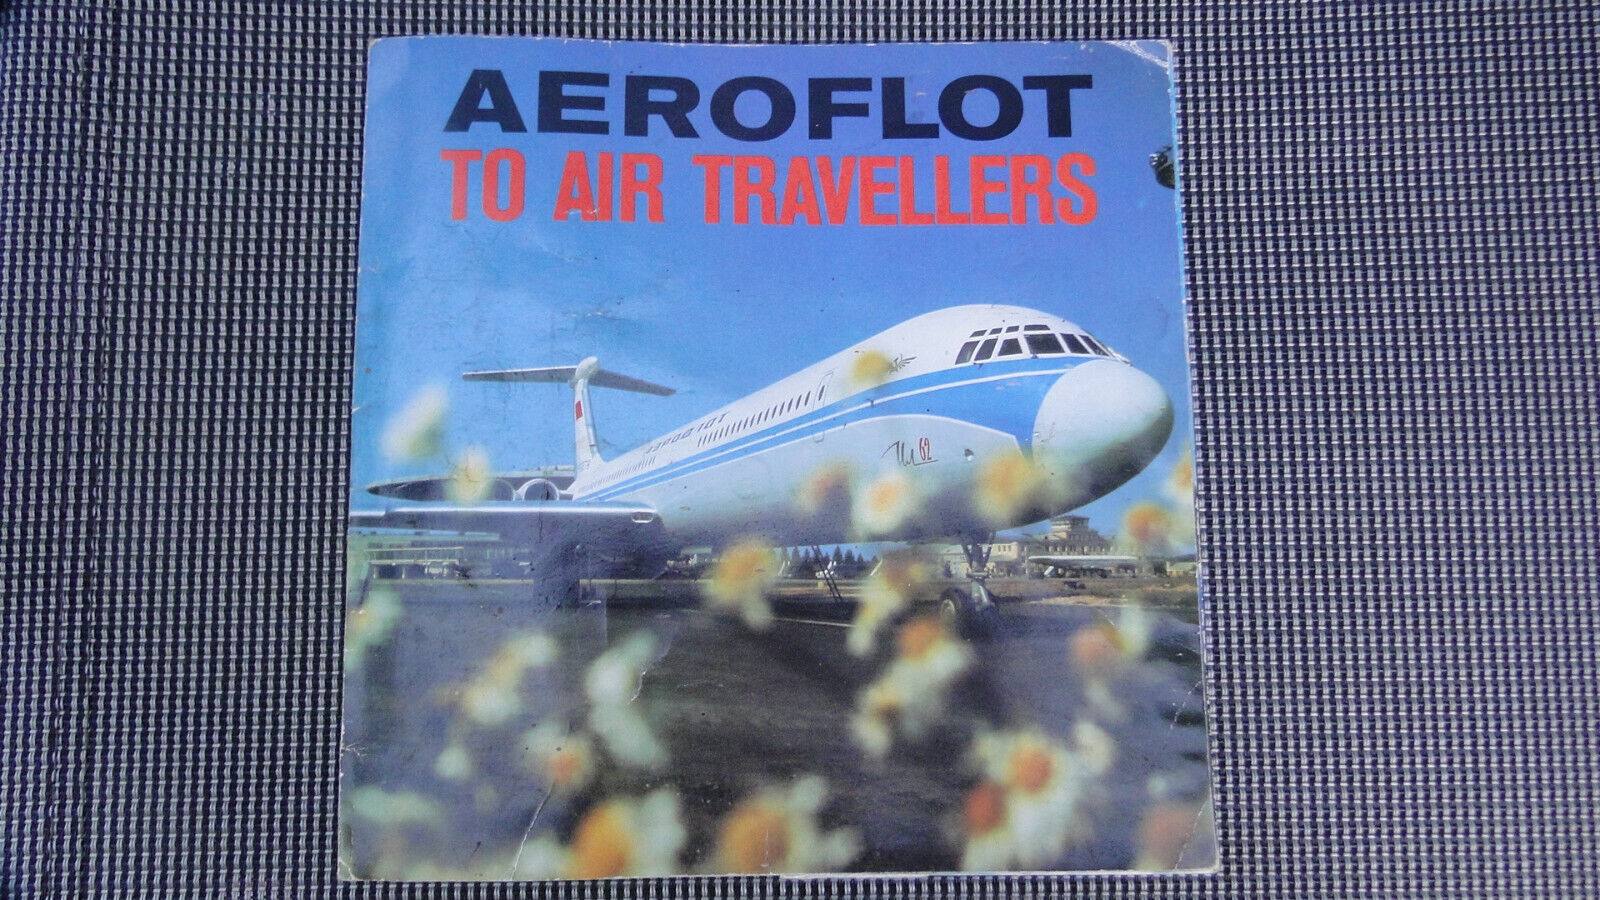 AEROFLOT
TO AIR TRAVELLERS
АЭРОФЛОТ
Ил 62